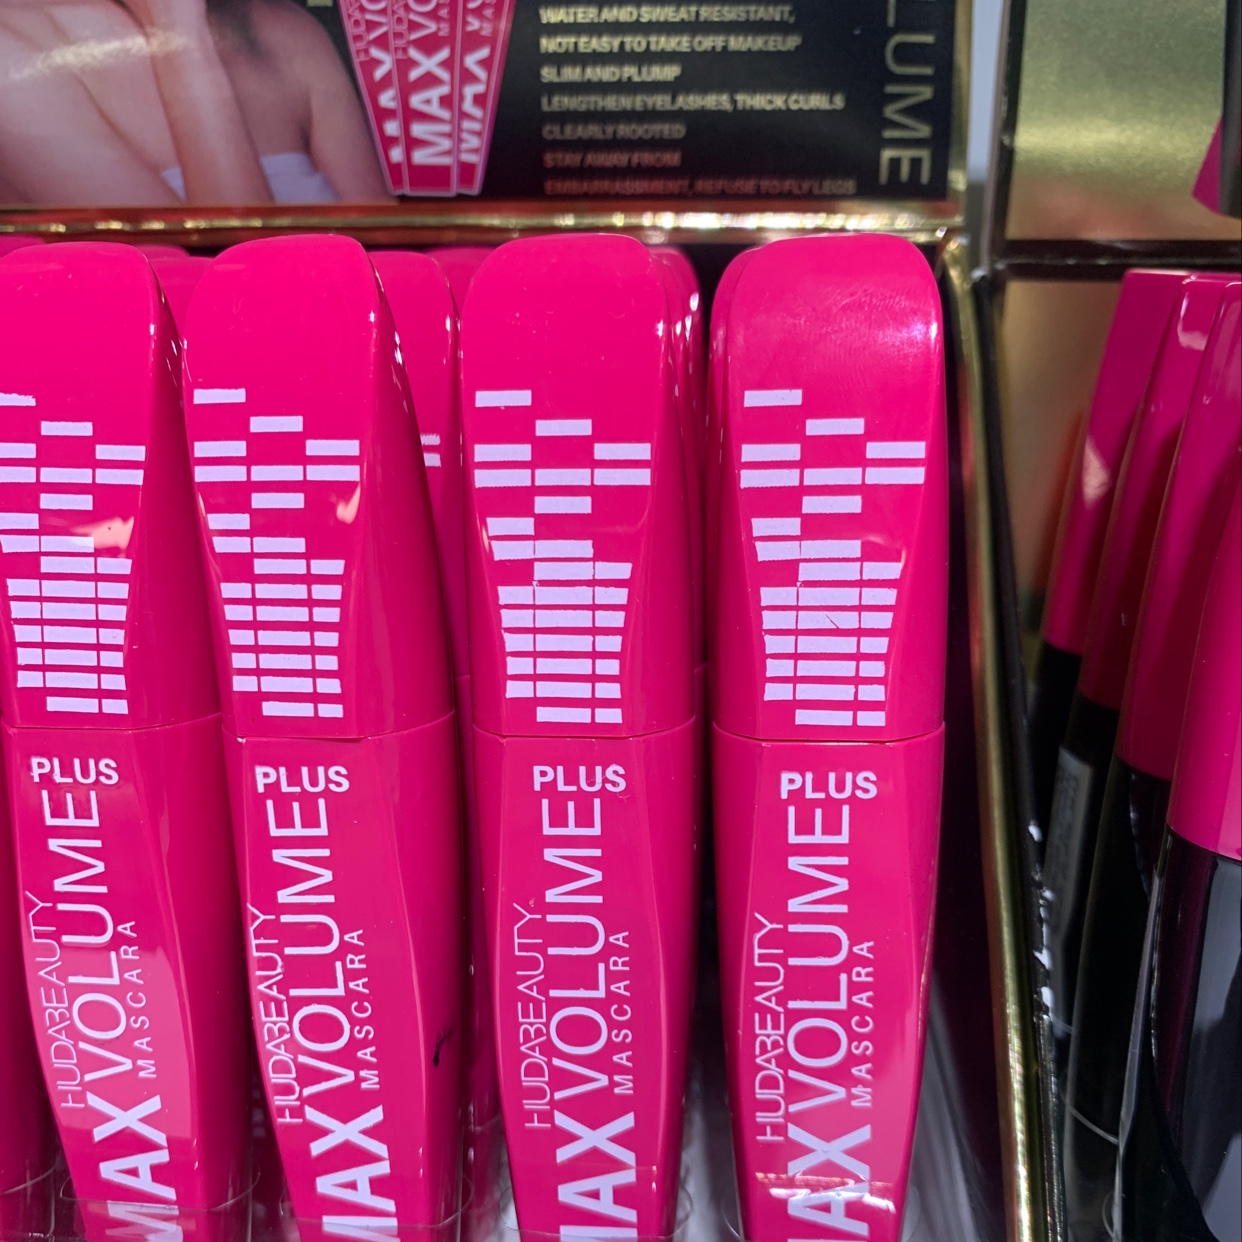 MAX
WATER AND SWEAT RESISTANT,
NOT EASY TO TAKE OFF MAKEUP
SLIM AND PLUMP
LENGTHEN EYELASHES, THICK CURLS
CLEARLY ROOTED
STAY AWAY FROM
EMBARRASSMENT, REFUSE TO FLY LEGS
LUME
PLUS
HUDABEAUTY
MAX VOLUME
MASCARA
PLUS
HUDABEAUTY
MAX VOLUME
MASCARA
PLUS
HUDABEAUTY
MAX VOLUME
MASCARA
PLUS
HUDABEAUTY
MAX VOLUME
MASCARA